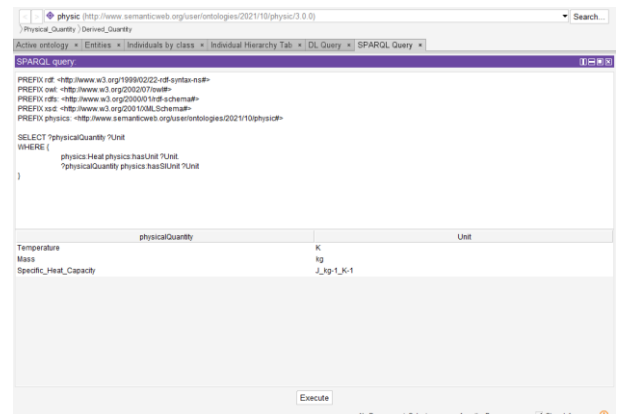 physic (http://www.semanticweb.org/user/ontologies/2021/10/physic/3.0.0)
Search...
Physical_Quantity Derived_Quantity
Active ontology × Entities × Individuals by class × Individual Hierarchy Tab × DL Query × SPARQL Query ×
SPARQL query:
PREFIX rdf: <http://www.w3.org/1999/02/22-rdf-syntax-ns#>
PREFIX owl: <http://www.w3.org/2002/07/owl#>
PREFIX rdfs: <http://www.w3.org/2000/01/rdf-schema#>
PREFIX xsd: <http://www.w3.org/2001/XMLSchema#>
PREFIX physics: <http://www.semanticweb.org/user/ontologies/2021/10/physic#>
SELECT ?physicalQuantity ?Unit
WHERE {
physics:Heat physics:hasUnit ?Unit.
?physicalQuantity physics:hasSIUnit ?Unit
}
physicalQuantity Unit
Temperature K
Mass kg
Specific_Heat_Capacity J_kg-1_K-1
Execute